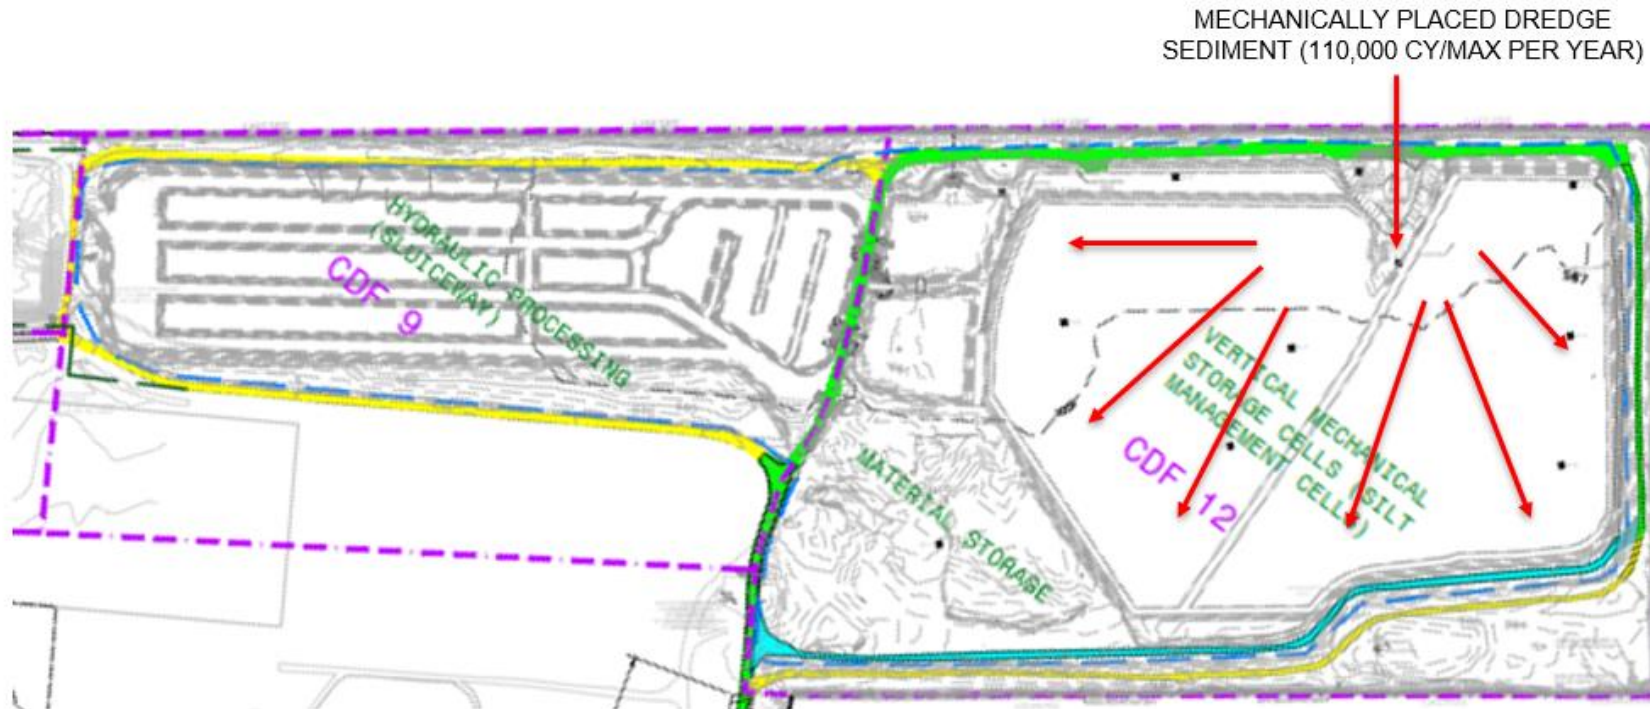 MECHANICALLY PLACED DREDGE
SEDIMENT (110,000 CY/MAX PER YEAR)
HYDRAULIC PROCESSING
(SLUICEWAY)
CDF 9
VERTICAL MECHANICAL
STORAGE CELLS (SILT
MANAGEMENT CELLS)
CDF 12
MATERIAL STORAGE